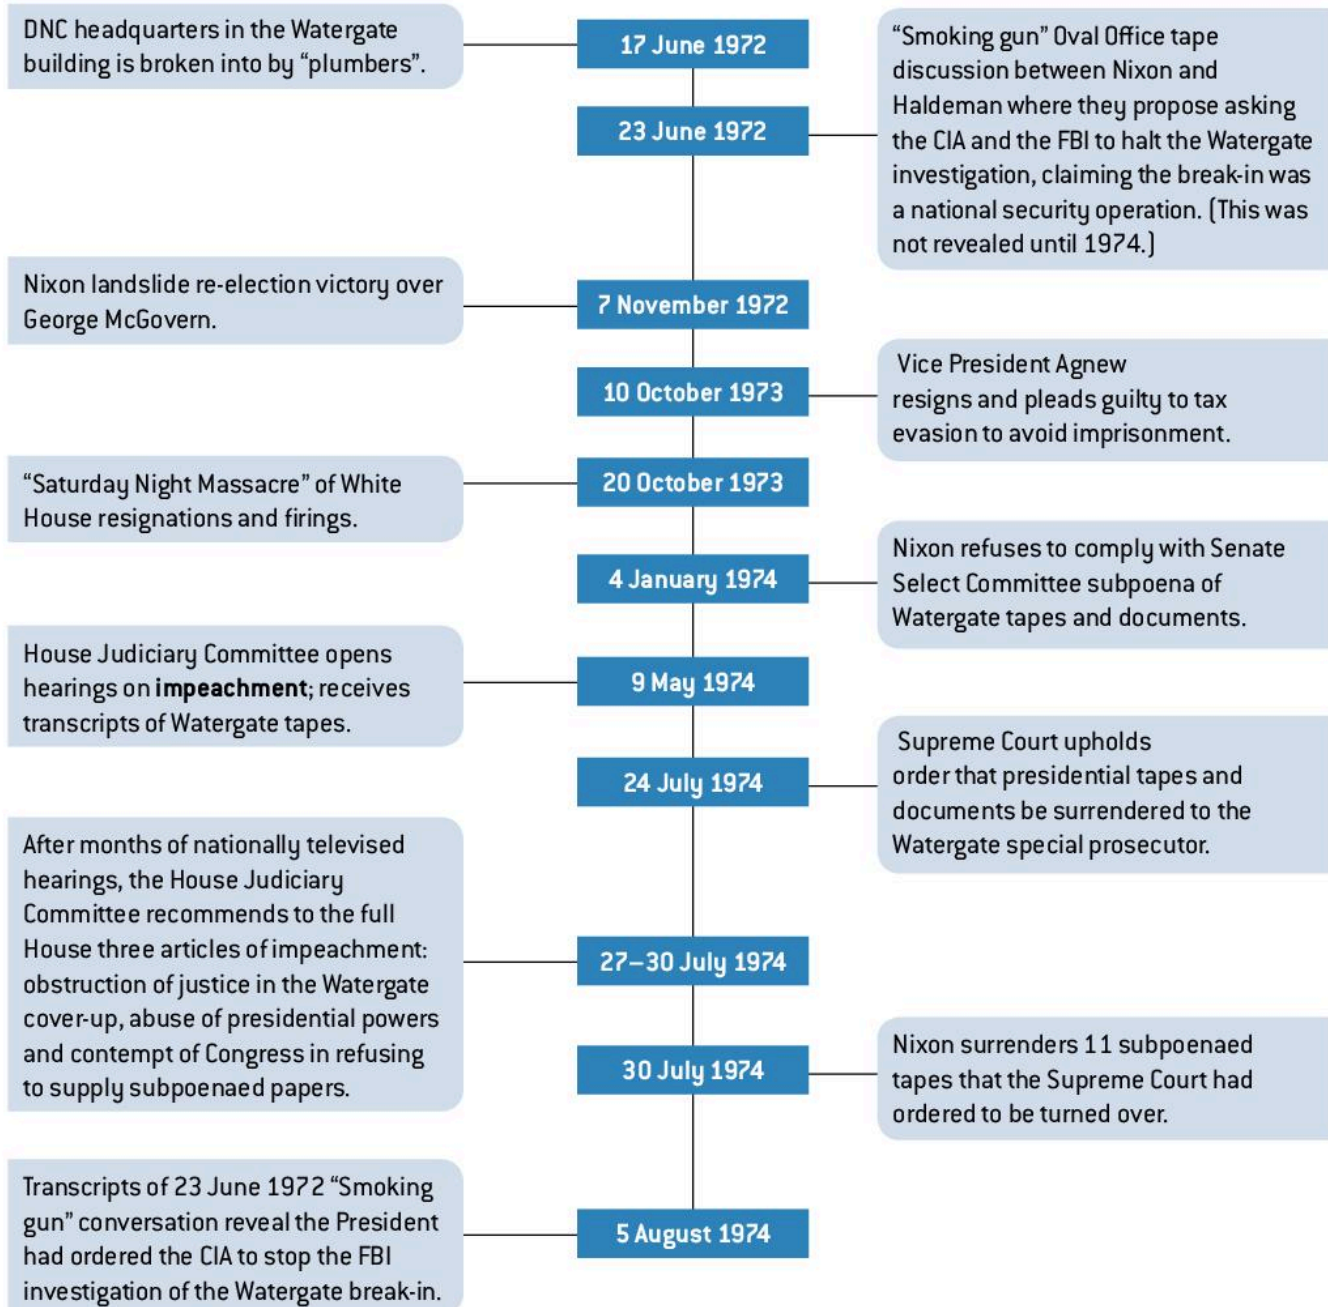 DNC headquarters in the Watergate
building is broken into by “plumbers”.
17 June 1972
23 June 1972
“Smoking gun” Oval Office tape
discussion between Nixon and
Haldeman where they propose asking
the CIA and the FBI to halt the Watergate
investigation, claiming the break-in was
a national security operation. (This was
not revealed until 1974.)
Nixon landslide re-election victory over
George McGovern.
7 November 1972
10 October 1973
Vice President Agnew
resigns and pleads guilty to tax
evasion to avoid imprisonment.
“Saturday Night Massacre” of White
House resignations and firings.
20 October 1973
4 January 1974
Nixon refuses to comply with Senate
Select Committee subpoena of
Watergate tapes and documents.
House Judiciary Committee opens
hearings on impeachment; receives
transcripts of Watergate tapes.
9 May 1974
24 July 1974
Supreme Court upholds
order that presidential tapes and
documents be surrendered to the
Watergate special prosecutor.
After months of nationally televised
hearings, the House Judiciary
Committee recommends to the full
House three articles of impeachment:
obstruction of justice in the Watergate
cover-up, abuse of presidential powers
and contempt of Congress in refusing
to supply subpoenaed papers.
27–30 July 1974
30 July 1974
Nixon surrenders 11 subpoenaed
tapes that the Supreme Court had
ordered to be turned over.
Transcripts of 23 June 1972 “Smoking
gun” conversation reveal the President
had ordered the CIA to stop the FBI
investigation of the Watergate break-in.
5 August 1974